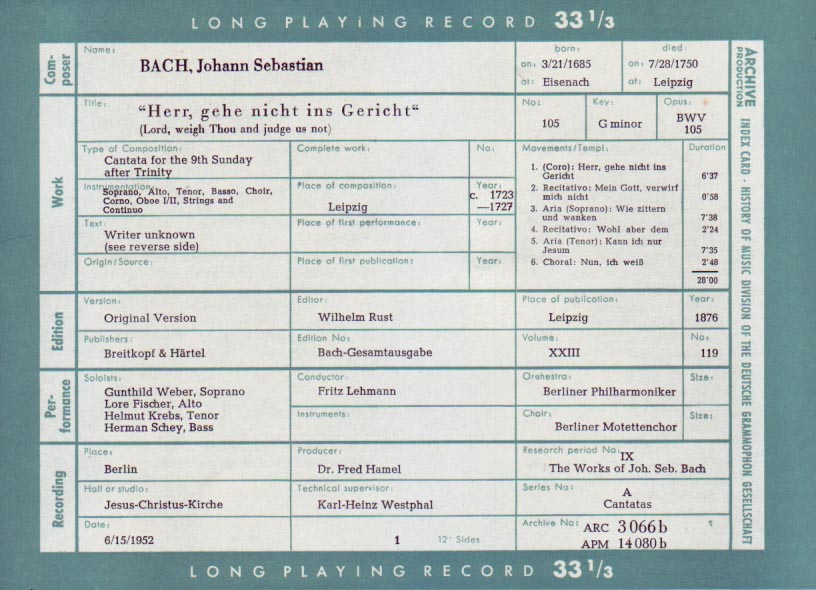 LONG PLAYING RECORD 33 1/3
Com-
poser
Name:
BACH, Johann Sebastian
born:
on: 3/21/1685
at: Eisenach
died:
on: 7/28/1750
at: Leipzig
Work
Title:
"Herr, gehe nicht ins Gericht"
(Lord, weigh Thou and judge us not)
No:
105
Key:
G minor
Opus:
BWV
105
Type of Composition:
Cantata for the 9th Sunday
after Trinity
Complete work:
No:
Instrumentation:
Soprano, Alto, Tenor, Basso, Choir,
Corno, Oboe I/II, Strings and
Continuo
Place of composition:
Leipzig
Year:
c. 1723
—1727
Text:
Writer unknown
(see reverse side)
Place of first performance:
Year:
Origin/Source:
Place of first publication:
Year:
Movements/Templ:
Duration
1. (Coro): Herr, gehe nicht ins
Gericht 6'37
2. Recitativo: Mein Gott, verwirf
mich nicht 0'58
3. Aria (Soprano): Wie zittern
und wanken 7'38
4. Recitativo: Wohl aber dem 2'24
5. Aria (Tenor): Kann ich nur
Jesum 7'35
6. Choral: Nun, ich weiß 2'48
28'00
Edition
Version:
Original Version
Editor:
Wilhelm Rust
Place of publication:
Leipzig
Year:
1876
Publishers:
Breitkopf & Härtel
Edition No:
Bach-Gesamtausgabe
Volume:
XXIII
No:
119
Per-
formance
Soloists:
Gunthild Weber, Soprano
Lore Fischer, Alto
Helmut Krebs, Tenor
Herman Schey, Bass
Conductor:
Fritz Lehmann
Instruments:
Orchestra:
Berliner Philharmoniker
Size:
Choir:
Berliner Motettenchor
Size:
Recording
Place:
Berlin
Producer:
Dr. Fred Hamel
Research period No:
IX
The Works of Joh. Seb. Bach
Hall or studio:
Jesus-Christus-Kirche
Technical supervisor:
Karl-Heinz Westphal
Series No:
A
Cantatas
Date:
6/15/1952
1 12" Sides
Archive No: ARC 3066 b
APM 14080 b
1
ARCHIVE
PRODUCTION
INDEX CARD · HISTORY OF MUSIC DIVISION OF THE DEUTSCHE GRAMMOPHON GESELLSCHAFT
LONG PLAYING RECORD 33 1/3